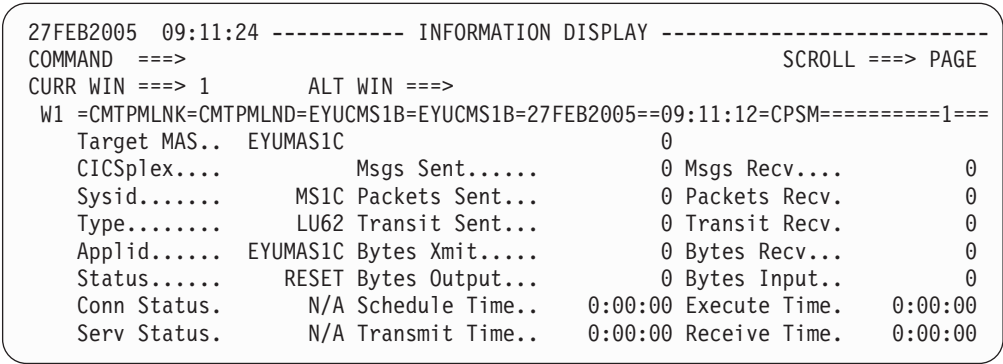 27FEB2005  09:11:24 ----------- INFORMATION DISPLAY ---------------------------
COMMAND  ===>                                                  SCROLL ===> PAGE
CURR WIN ===> 1        ALT WIN ===>
 W1 =CMTPMLNK=CMTPMLND=EYUCMS1B=EYUCMS1B=27FEB2005==09:11:12=CPSM==========1===
    Target MAS..  EYUMAS1C                          0
    CICSplex....           Msgs Sent......          0 Msgs Recv....          0
    Sysid.......      MS1C Packets Sent...          0 Packets Recv.          0
    Type........      LU62 Transit Sent...          0 Transit Recv.          0
    Applid......  EYUMAS1C Bytes Xmit.....          0 Bytes Recv...          0
    Status......     RESET Bytes Output...          0 Bytes Input..          0
    Conn Status.       N/A Schedule Time..    0:00:00 Execute Time.    0:00:00
    Serv Status.       N/A Transmit Time..    0:00:00 Receive Time.    0:00:00